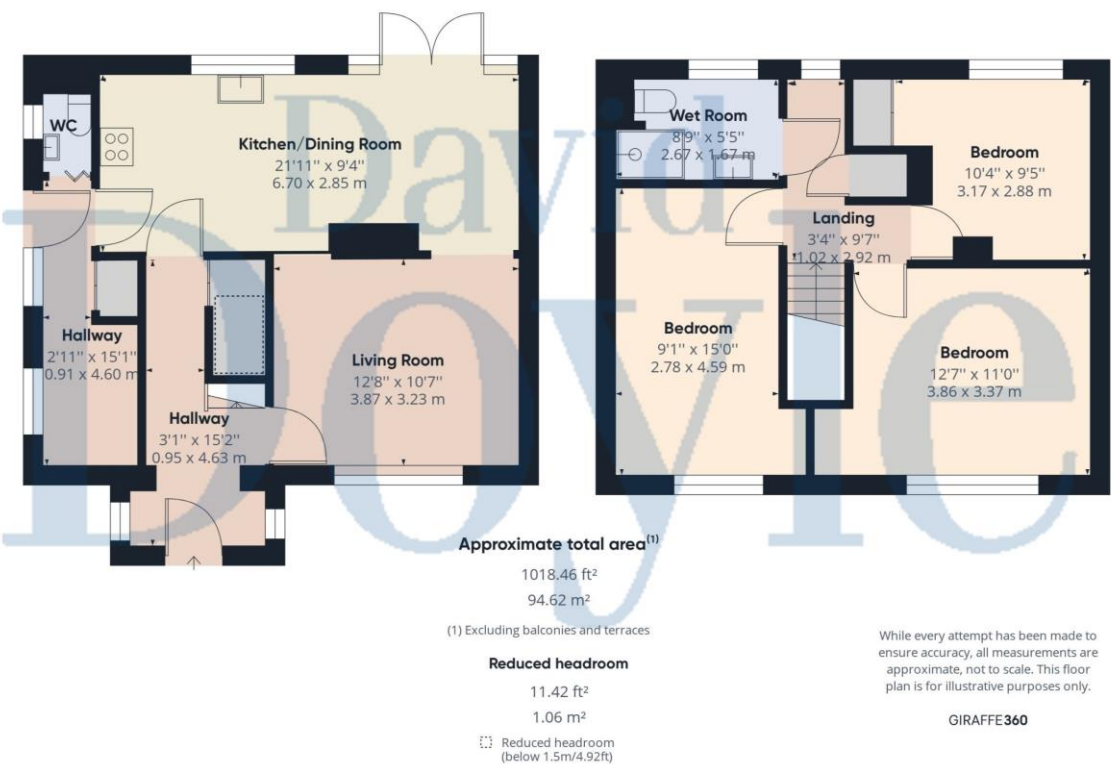 WC
Kitchen/Dining Room
21'11'' x 9'4''
6.70 x 2.85 m
Hallway
2'11'' x 15'1''
0.91 x 4.60 m
Hallway
3'1'' x 15'2''
0.95 x 4.63 m
Living Room
12'8'' x 10'7''
3.87 x 3.23 m
Wet Room
8'9'' x 5'5''
2.67 x 1.67 m
Bedroom
10'4'' x 9'5''
3.17 x 2.88 m
Landing
3'4'' x 9'7''
1.02 x 2.92 m
Bedroom
9'1'' x 15'0''
2.78 x 4.59 m
Bedroom
12'7'' x 11'0''
3.86 x 3.37 m
David
Doyle
Approximate total area(1)
1018.46 ft²
94.62 m²
(1) Excluding balconies and terraces
Reduced headroom
11.42 ft²
1.06 m²
Reduced headroom
(below 1.5m/4.92ft)
While every attempt has been made to
ensure accuracy, all measurements are
approximate, not to scale. This floor
plan is for illustrative purposes only.
GIRAFFE360